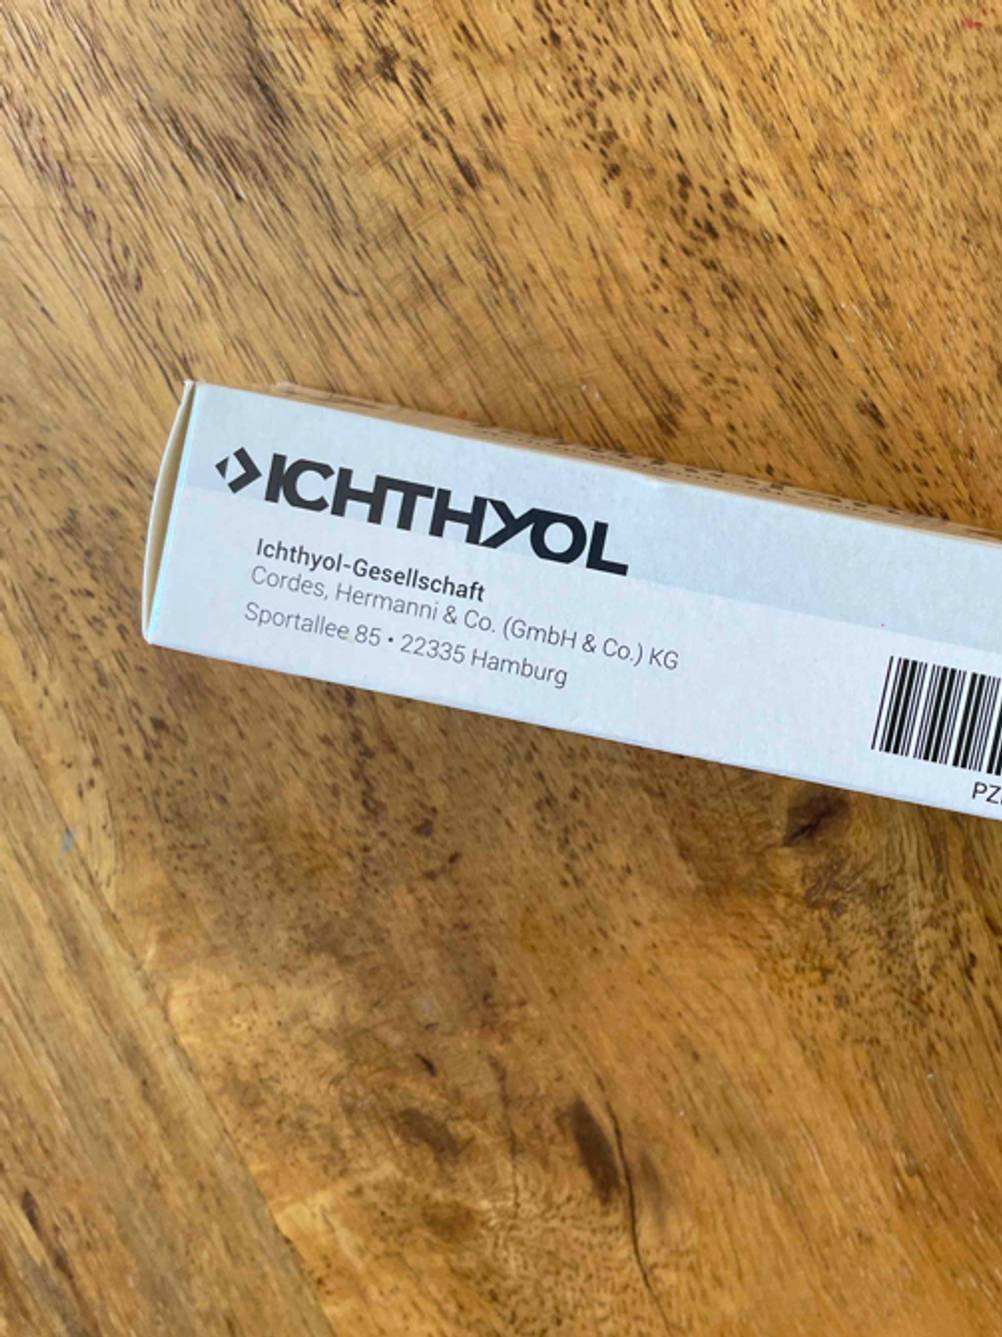 ICHTHYOL
Ichthyol-Gesellschaft
Cordes, Hermanni & Co. (GmbH & Co.) KG
Sportallee 85 • 22335 Hamburg